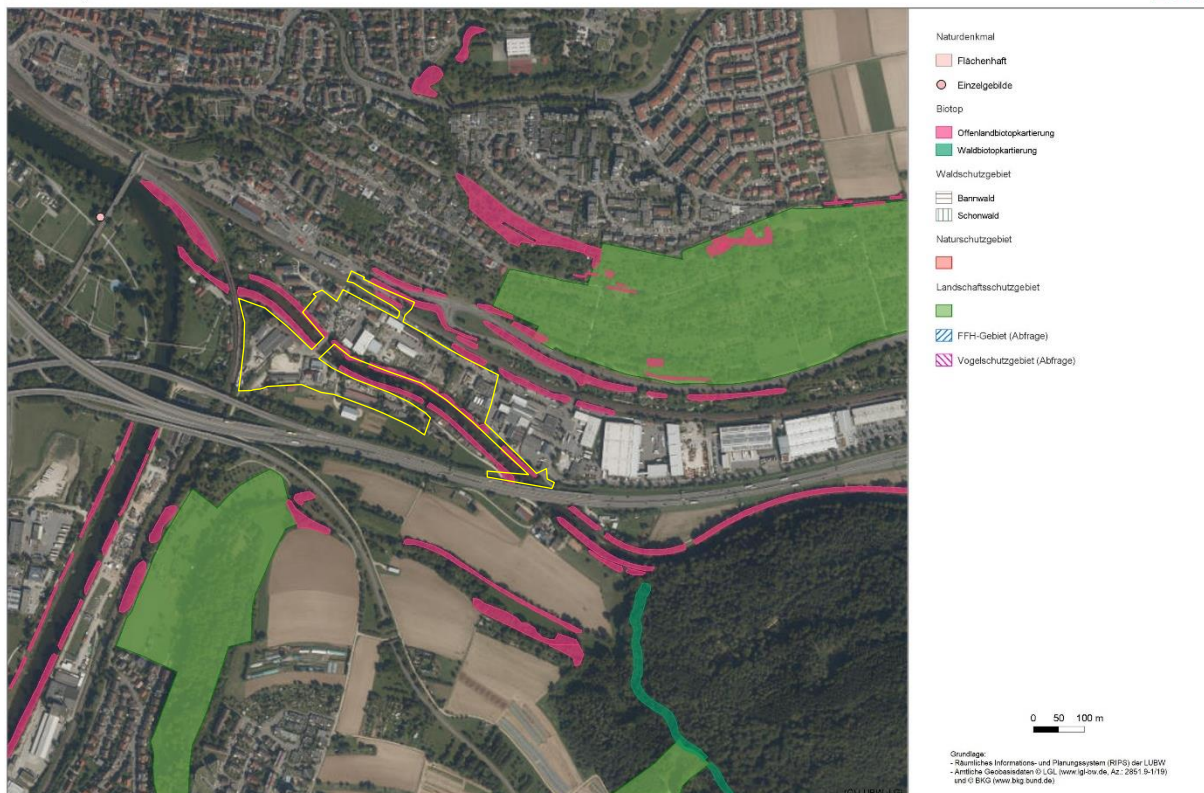 Naturdenkmal
Flächenhaft
Einzelgebilde
Biotop
Offenlandbiotopkartierung
Waldbiotopkartierung
Waldschutzgebiet
Bannwald
Schonwald
Naturschutzgebiet
Landschaftsschutzgebiet
FFH-Gebiet (Abfrage)
Vogelschutzgebiet (Abfrage)
0 50 100 m
Grundlage:
- Räumliches Informations- und Planungssystem (RIPS) der LUBW
- Amtliche Geobasisdaten © LGL (www.lgl-bw.de, Az.: 2851.9-1/19)
und © BKG (www.bkg.bund.de)